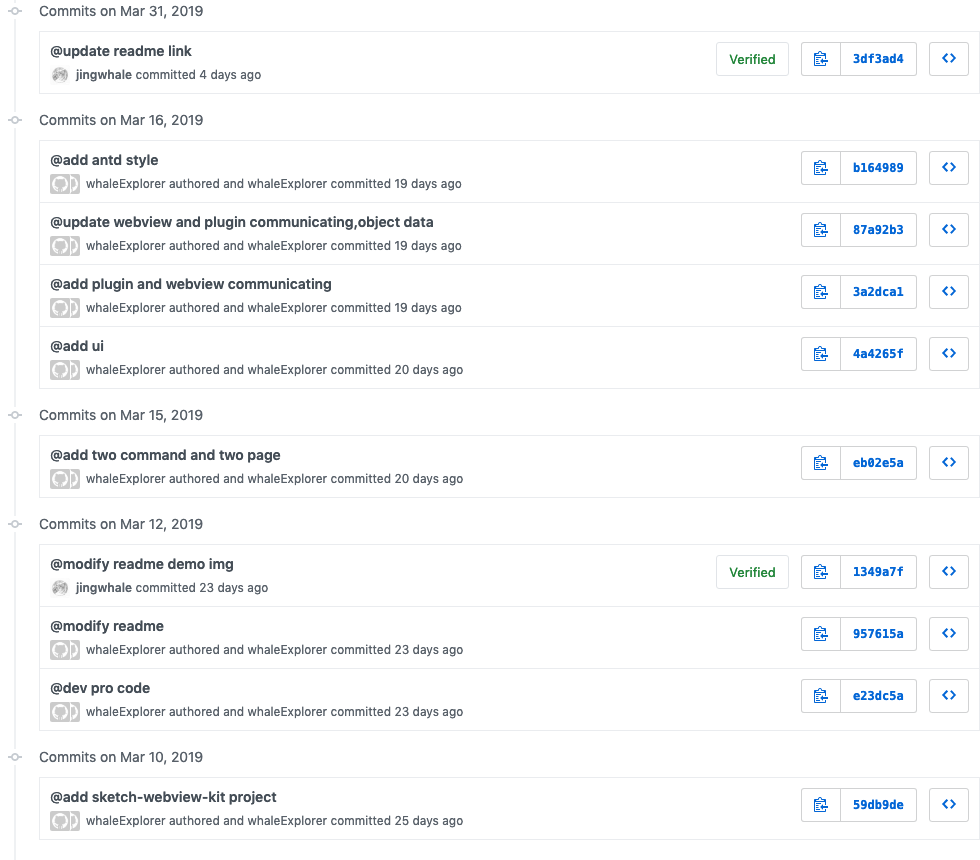 Commits on Mar 31, 2019
@update readme link
Verified
3df3ad4
jingwhale committed 4 days ago
Commits on Mar 16, 2019
@add antd style
b164989
whaleExplorer authored and whaleExplorer committed 19 days ago
@update webview and plugin communicating,object data
87a92b3
whaleExplorer authored and whaleExplorer committed 19 days ago
@add plugin and webview communicating
3a2dca1
whaleExplorer authored and whaleExplorer committed 19 days ago
@add ui
4a4265f
whaleExplorer authored and whaleExplorer committed 20 days ago
Commits on Mar 15, 2019
@add two command and two page
eb02e5a
whaleExplorer authored and whaleExplorer committed 20 days ago
Commits on Mar 12, 2019
@modify readme demo img
Verified
1349a7f
jingwhale committed 23 days ago
@modify readme
957615a
whaleExplorer authored and whaleExplorer committed 23 days ago
@dev pro code
e23dc5a
whaleExplorer authored and whaleExplorer committed 23 days ago
Commits on Mar 10, 2019
@add sketch-webview-kit project
59db9de
whaleExplorer authored and whaleExplorer committed 25 days ago